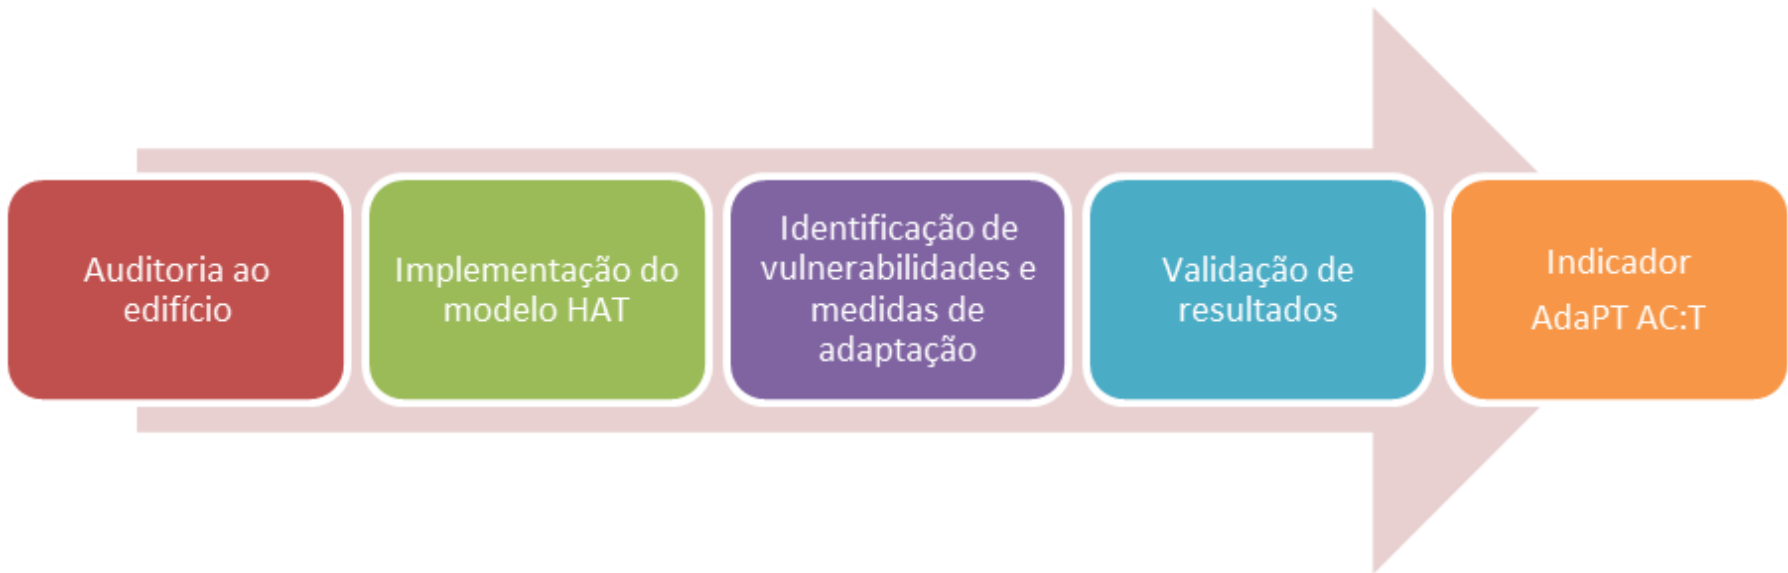 Auditoria ao
edifício
Implementação do
modelo HAT
Identificação de
vulnerabilidades e
medidas de
adaptação
Validação de
resultados
Indicador
AdaPT AC:T